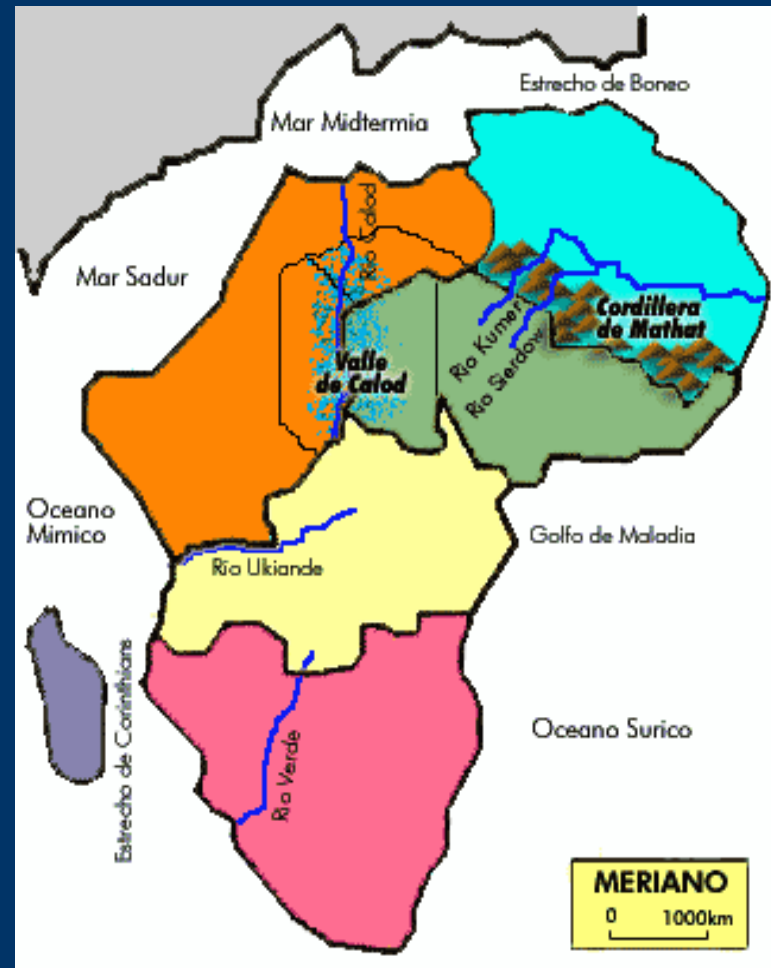 Estrecho de Boneo
Mar Midtermia
Río Calod
Mar Sadur
Cordillera
de Mathat
Río Kumer
Río Sierdow
Valle
de Calod
Oceano
Mimico
Golfo de Maladia
Río Ukiande
Estrecho de Corinthians
Río Verde
Oceano Surico
MERIANO
0 1000km